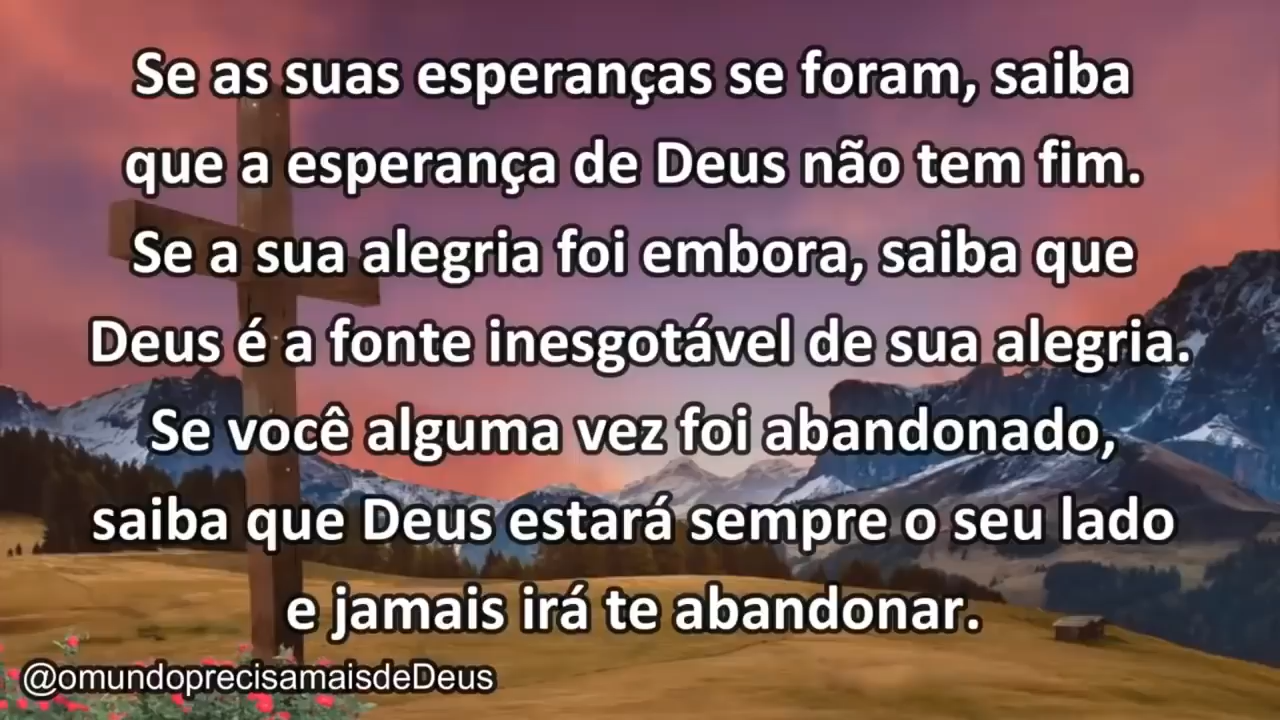 Se as suas esperanças se foram, saiba
que a esperança de Deus não tem fim.
Se a sua alegria foi embora, saiba que
Deus é a fonte inesgotável de sua alegria.
Se você alguma vez foi abandonado,
saiba que Deus estará sempre o seu lado
e jamais irá te abandonar.
@omundoprecisamaisdeDeus